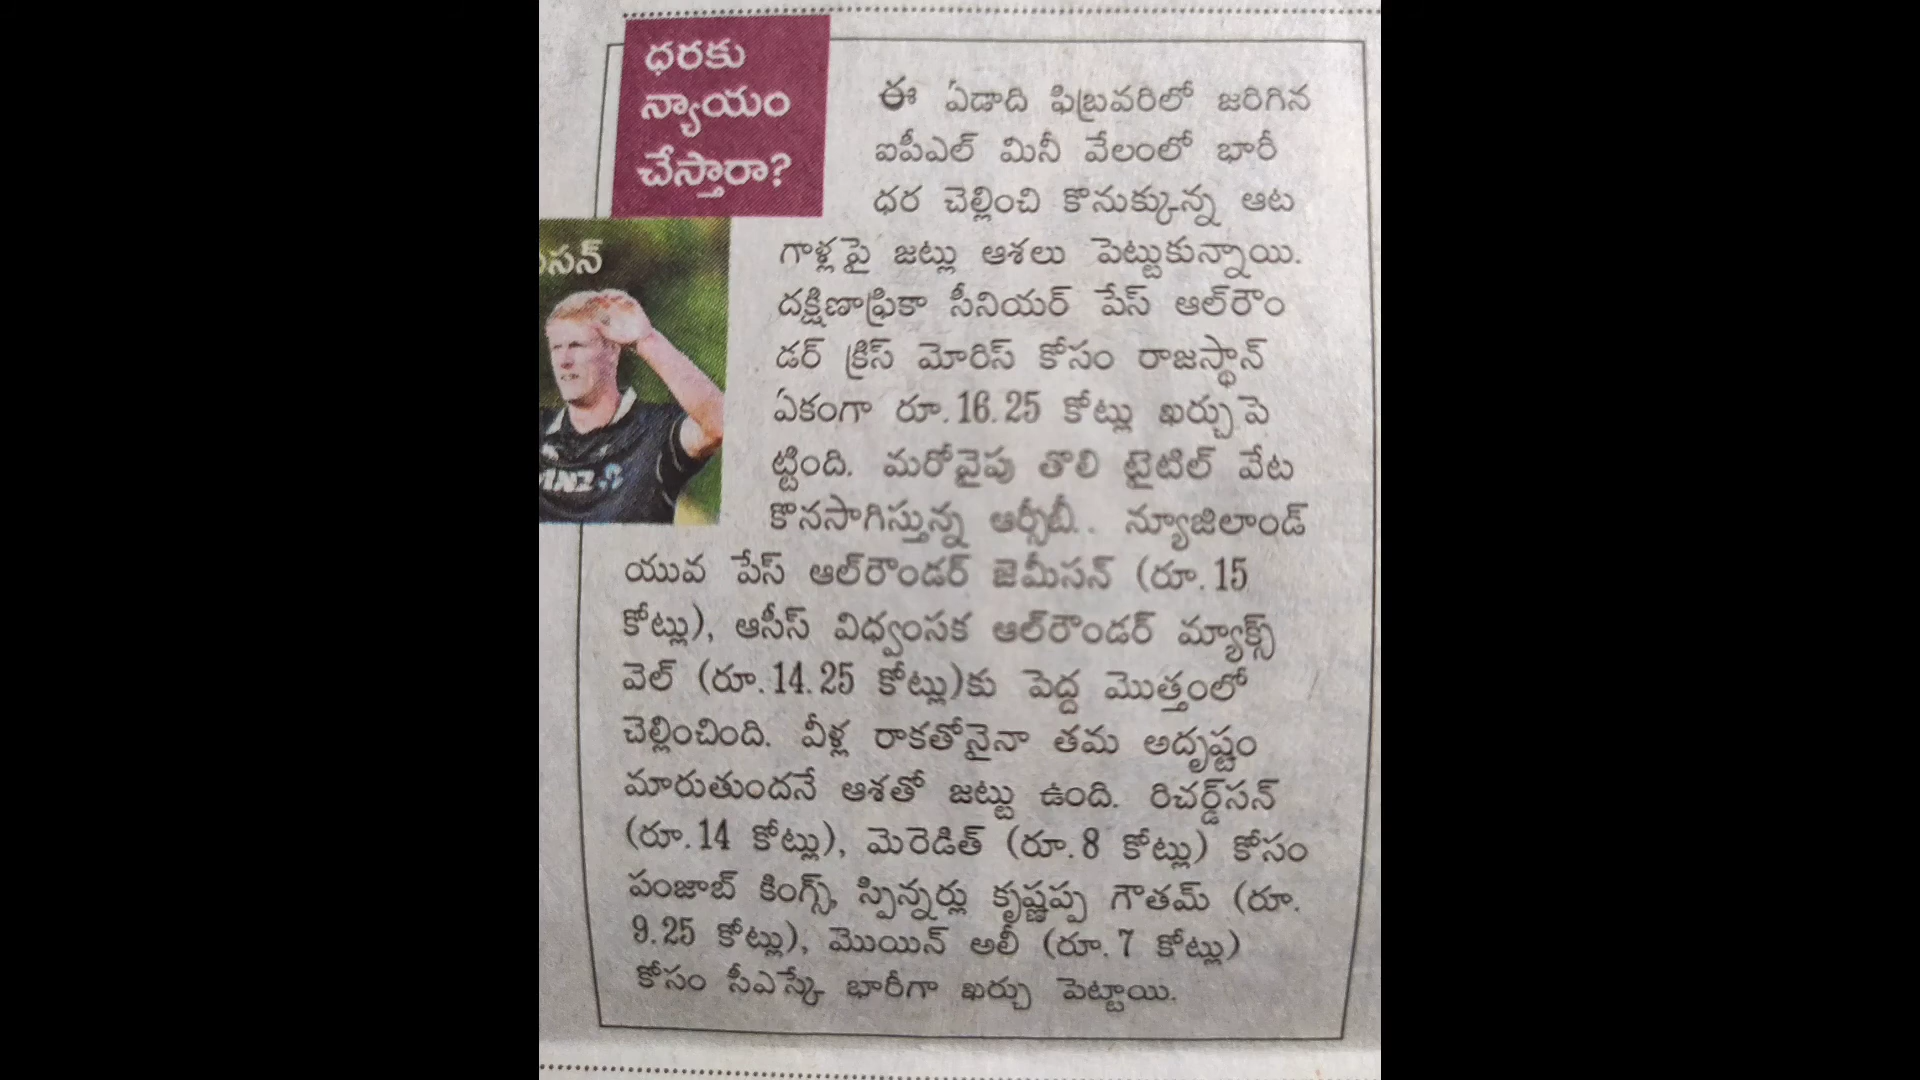 ధరకు
న్యాయం
చేస్తారా?
ఈ ఏడాది ఫిబ్రవరిలో జరిగిన
ఐపీఎల్ మినీ వేలంలో భారీ
ధర చెల్లించి కొనుక్కున్న ఆట
గాళ్లపై జట్లు ఆశలు పెట్టుకున్నాయి.
దక్షిణాఫ్రికా సీనియర్ పేస్ ఆల్‌రౌం
డర్ క్రిస్ మోరిస్ కోసం రాజస్థాన్
ఏకంగా రూ.16.25 కోట్లు ఖర్చుపె
ట్టింది. మరోవైపు తొలి టైటిల్ వేట
కొనసాగిస్తున్న ఆర్సీబీ.. న్యూజిలాండ్
యువ పేస్ ఆల్‌రౌండర్ జెమీసన్ (రూ.15
కోట్లు), ఆసీస్ విధ్వంసక ఆల్‌రౌండర్ మ్యాక్స్
వెల్ (రూ.14.25 కోట్లు)కు పెద్ద మొత్తంలో
చెల్లించింది. వీళ్ల రాకతోనైనా తమ అదృష్టం
మారుతుందనే ఆశతో జట్టు ఉంది. రిచర్డ్‌సన్
(రూ.14 కోట్లు), మెరెడిత్ (రూ.8 కోట్లు) కోసం
పంజాబ్ కింగ్స్, స్పిన్నర్లు కృష్ణప్ప గౌతమ్ (రూ.
9.25 కోట్లు), మొయిన్ అలీ (రూ.7 కోట్లు)
కోసం సీఎస్కే భారీగా ఖర్చు పెట్టాయి.
సన్